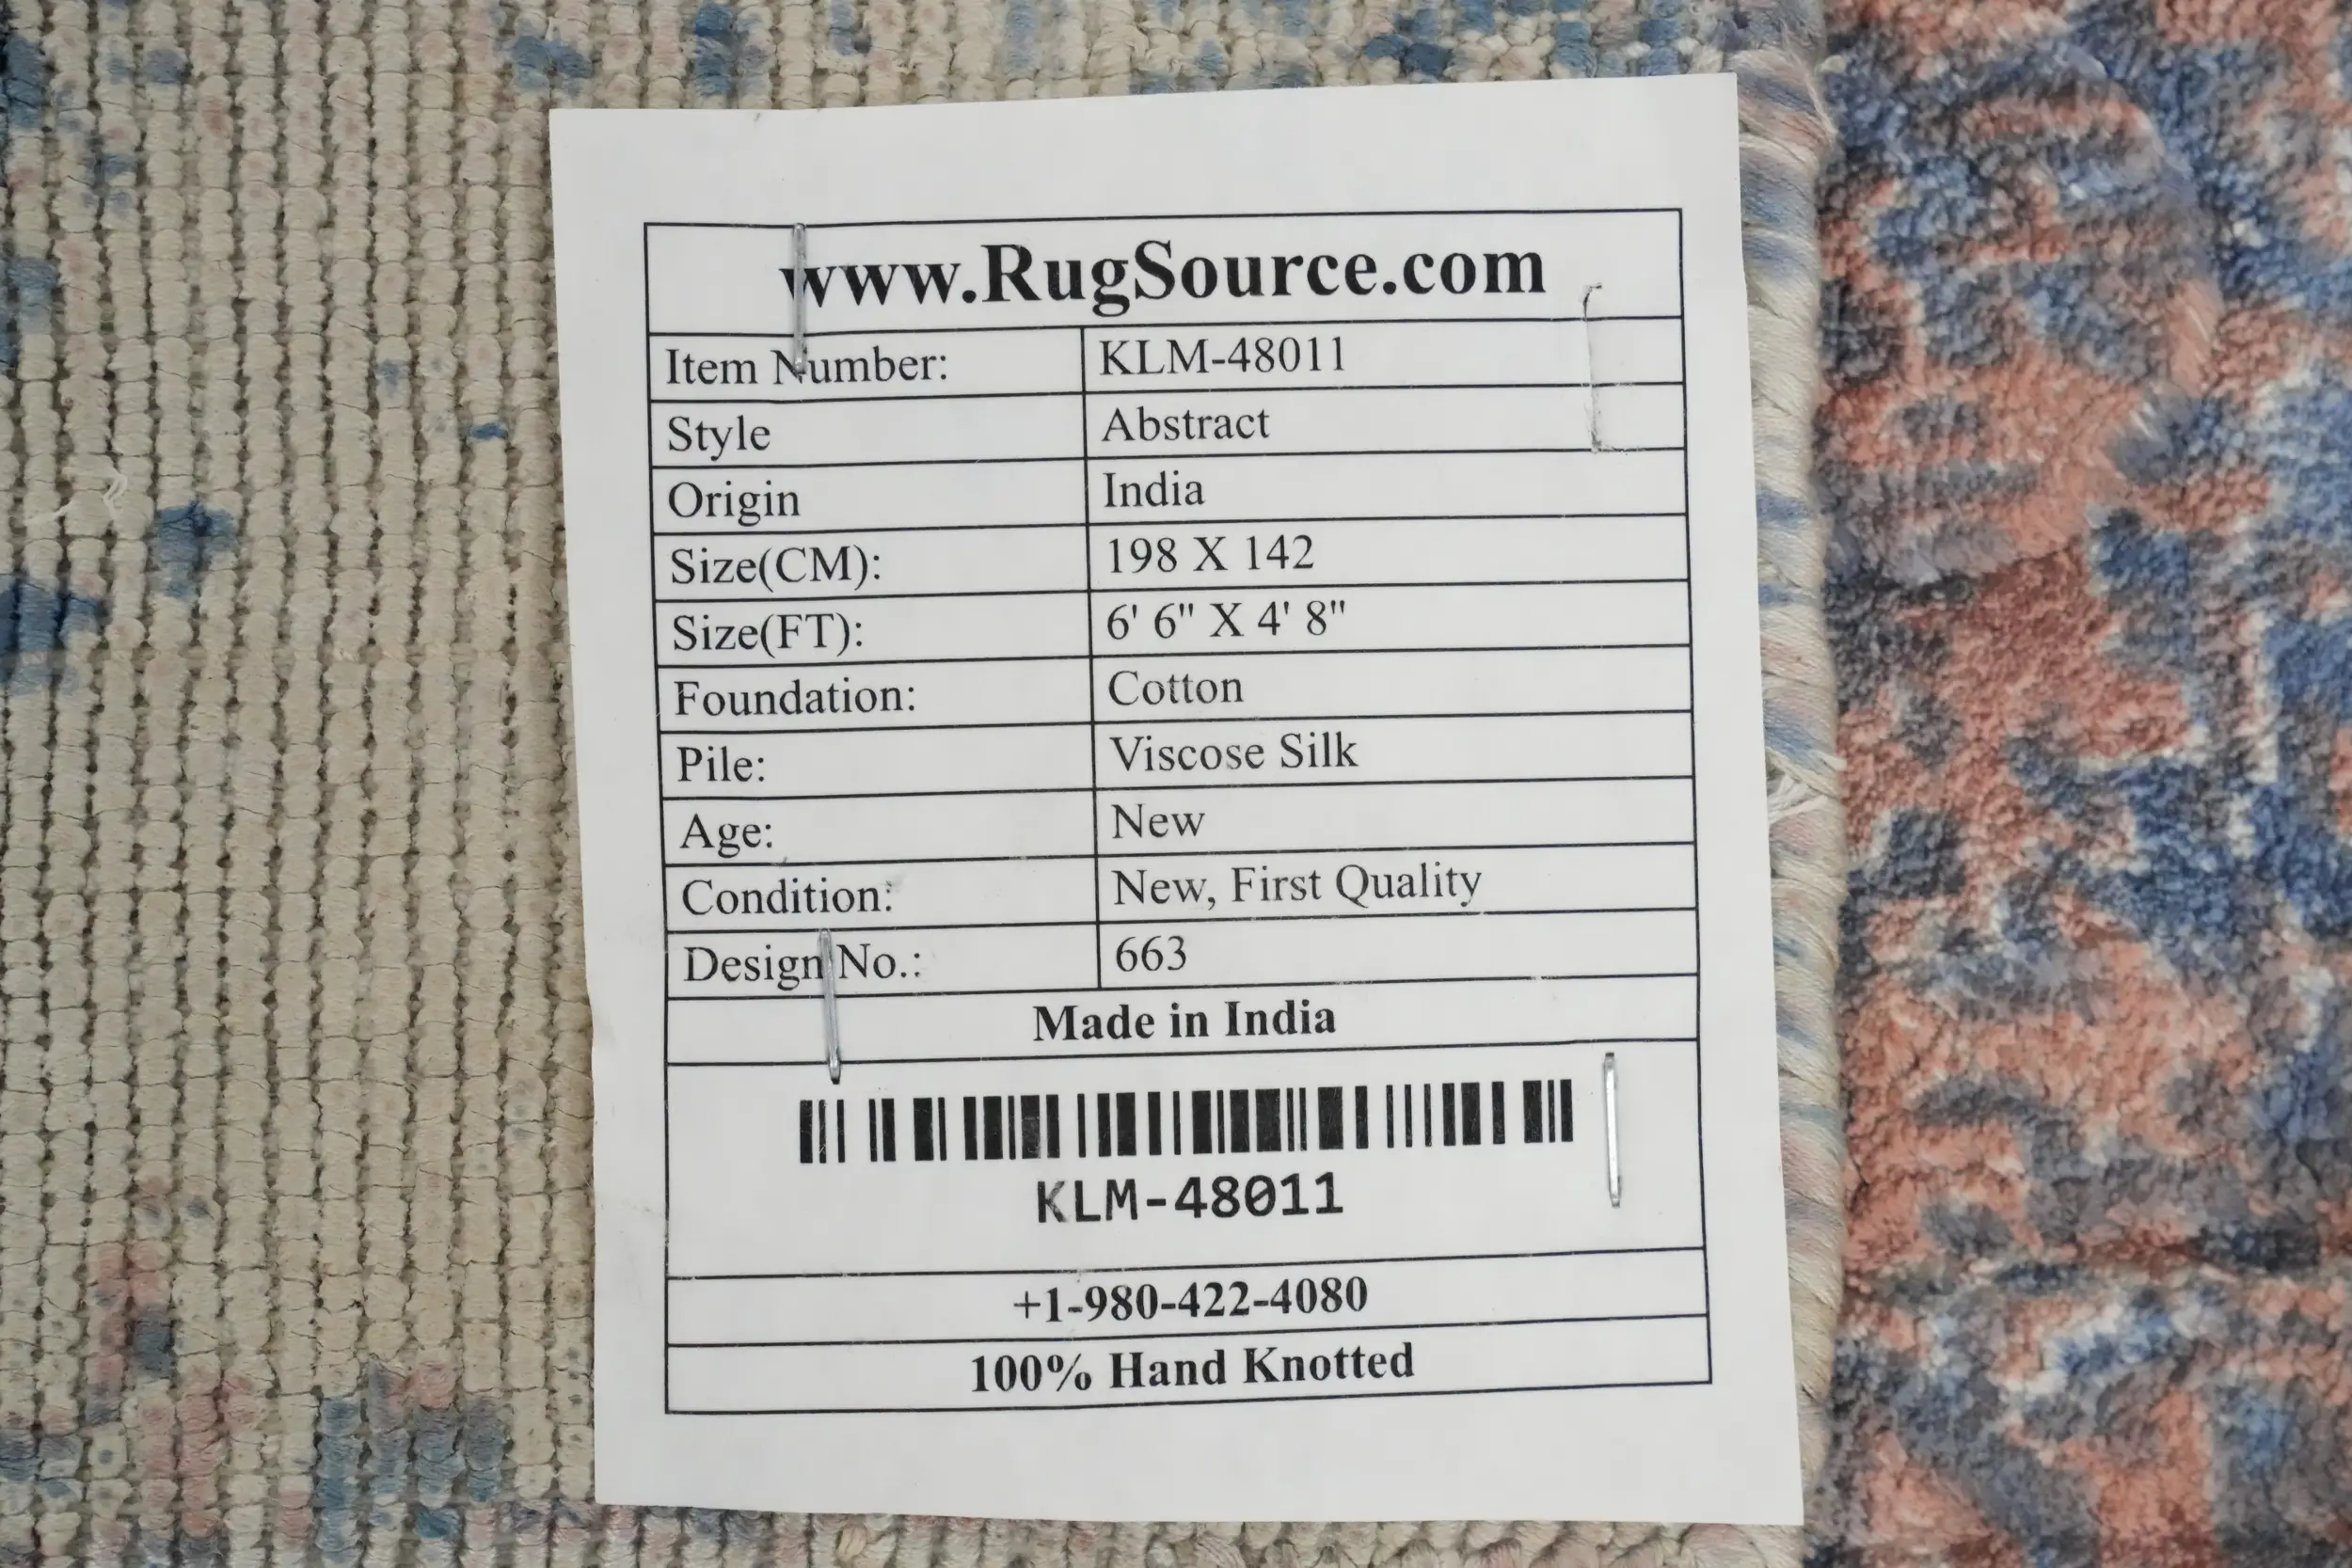 www.RugSource.com
Item Number: KLM-48011
Style Abstract
Origin India
Size(CM): 198 X 142
Size(FT): 6' 6" X 4' 8"
Foundation: Cotton
Pile: Viscose Silk
Age: New
Condition: New, First Quality
Design No.: 663
Made in India
KLM-48011
+1-980-422-4080
100% Hand Knotted